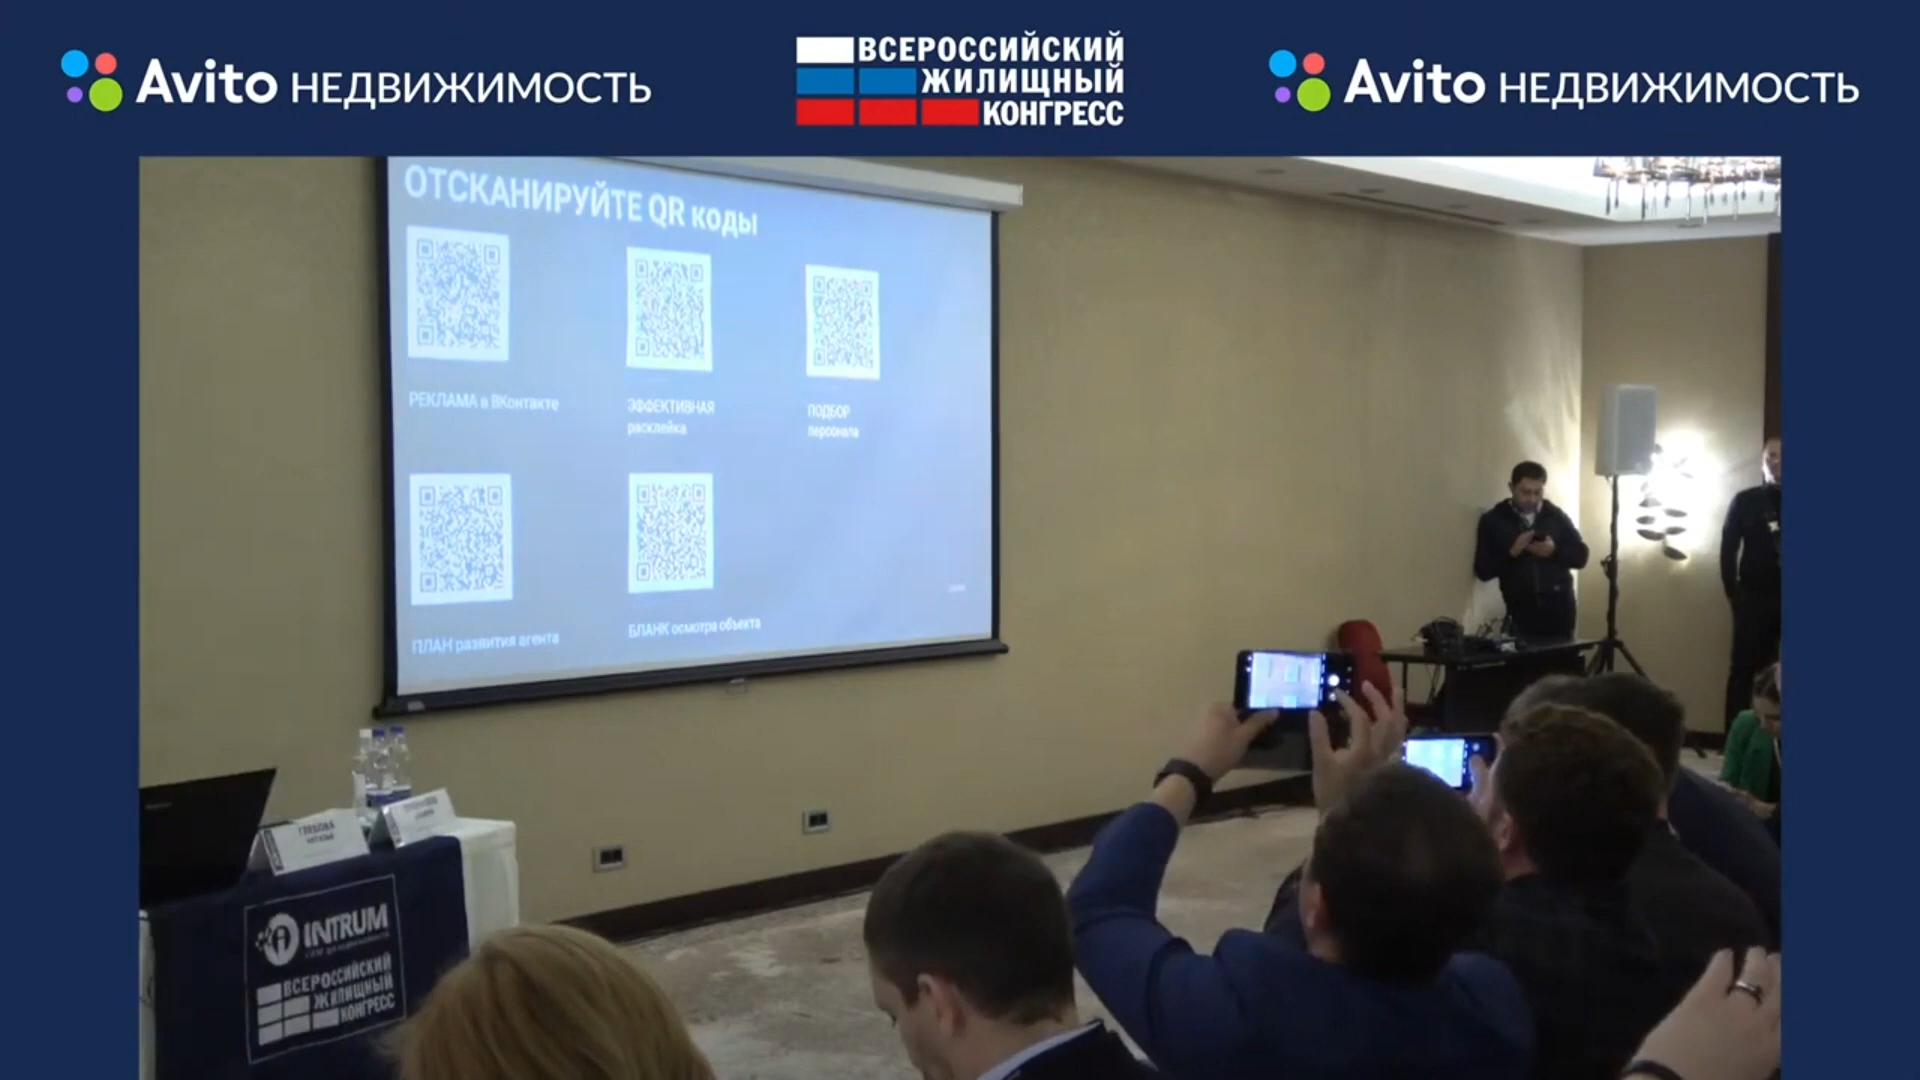 Avito НЕДВИЖИМОСТЬ
ВСЕРОССИЙСКИЙ
ЖИЛИЩНЫЙ
КОНГРЕСС
Avito НЕДВИЖИМОСТЬ
ОТСКАНИРУЙТЕ QR коды
РЕКЛАМА в ВКонтакте
ЭФФЕКТИВНАЯ
расклейка
ПОДБОР
персонала
ПЛАН развития агента
БЛАНК осмотра объекта
INTRUM
ВСЕРОССИЙСКИЙ
ЖИЛИЩНЫЙ
КОНГРЕСС